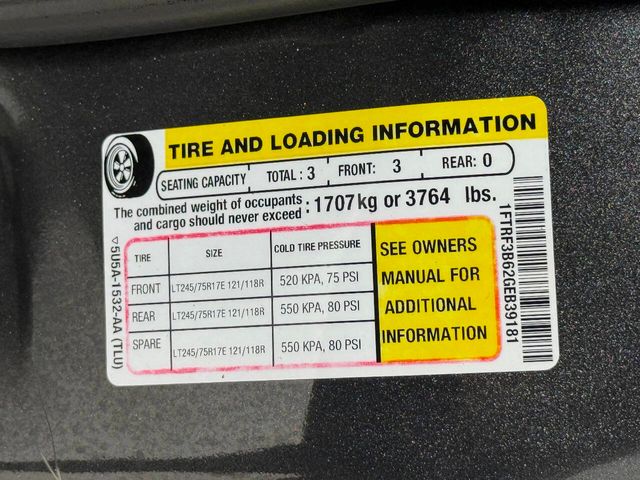 TIRE AND LOADING INFORMATION
SEATING CAPACITY TOTAL : 3 FRONT: 3 REAR: 0
The combined weight of occupants
and cargo should never exceed : 1707kg or 3764 lbs.
TIRE SIZE COLD TIRE PRESSURE
FRONT LT245/75R17E 121/118R 520 KPA, 75 PSI
REAR LT245/75R17E 121/118R 550 KPA, 80 PSI
SPARE LT245/75R17E 121/118R 550 KPA, 80 PSI
SEE OWNERS
MANUAL FOR
ADDITIONAL
INFORMATION
5U5A-1532-AA (TLU)
1FTRF3B62GEB39181